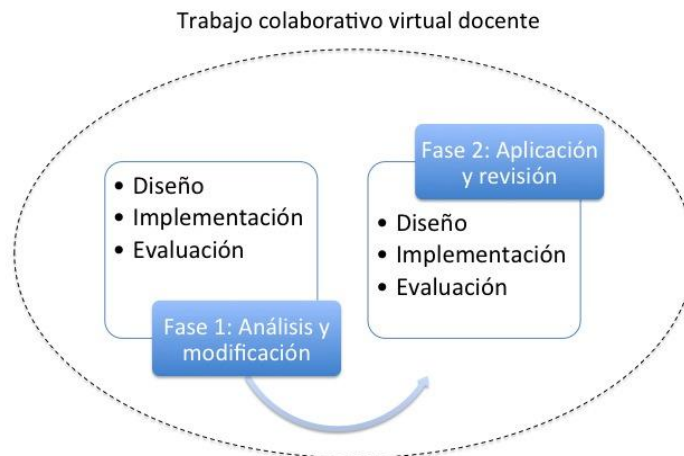 Trabajo colaborativo virtual docente
• Diseño
• Implementación
• Evaluación
Fase 1: Análisis y
modificación
Fase 2: Aplicación
y revisión
• Diseño
• Implementación
• Evaluación